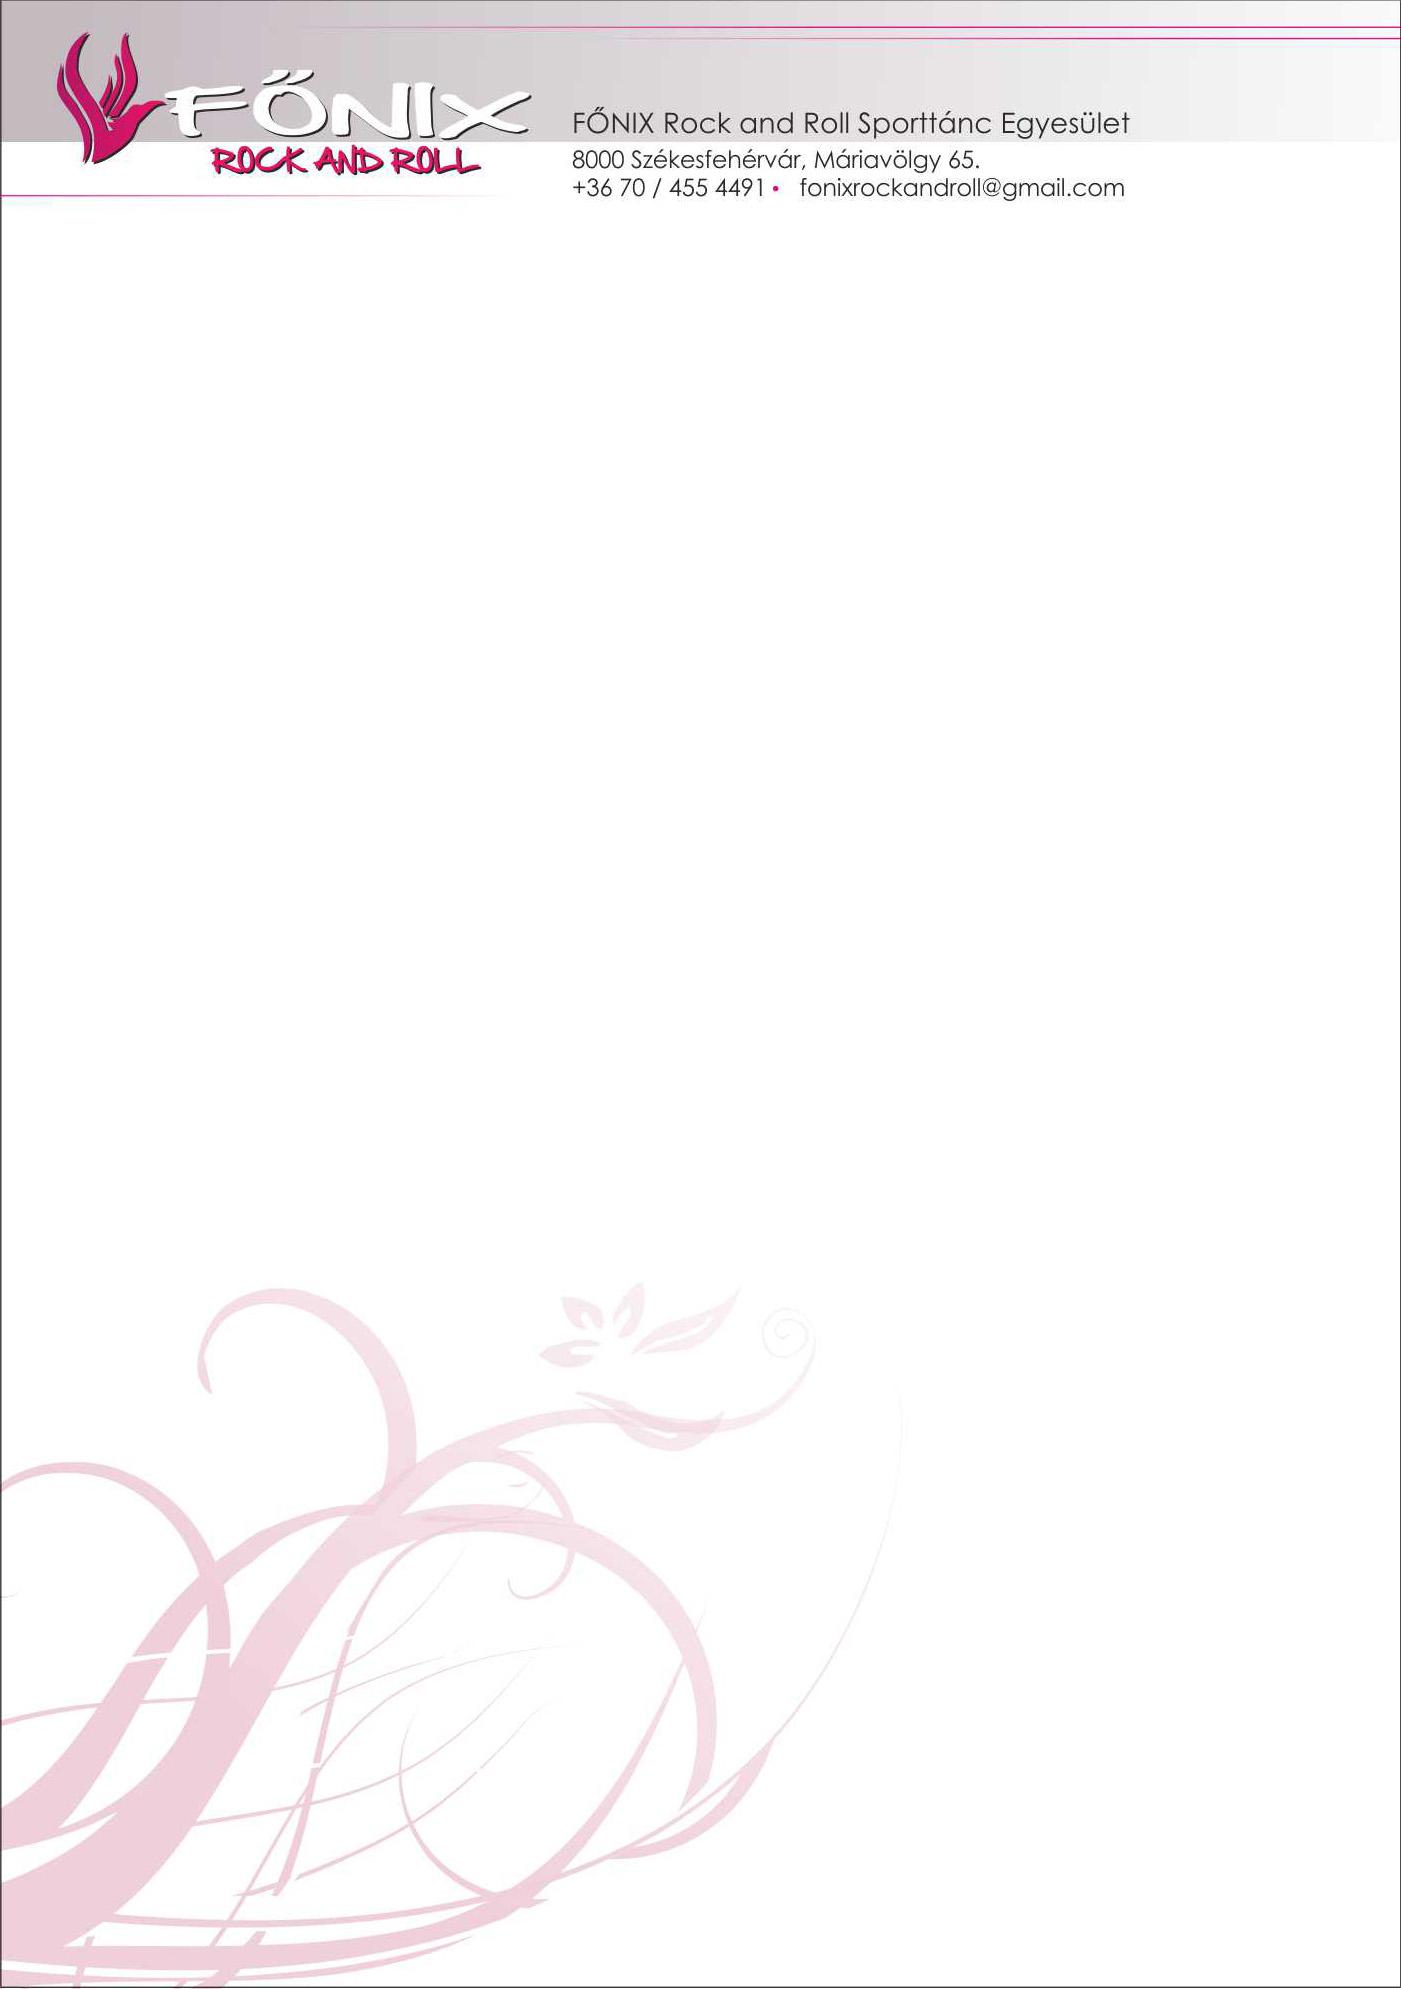 FŐNIX
ROCK AND ROLL
FŐNIX Rock and Roll Sporttánc Egyesület
8000 Székesfehérvár, Máriavölgy 65.
+36 70 / 455 4491 • fonixrockandroll@gmail.com